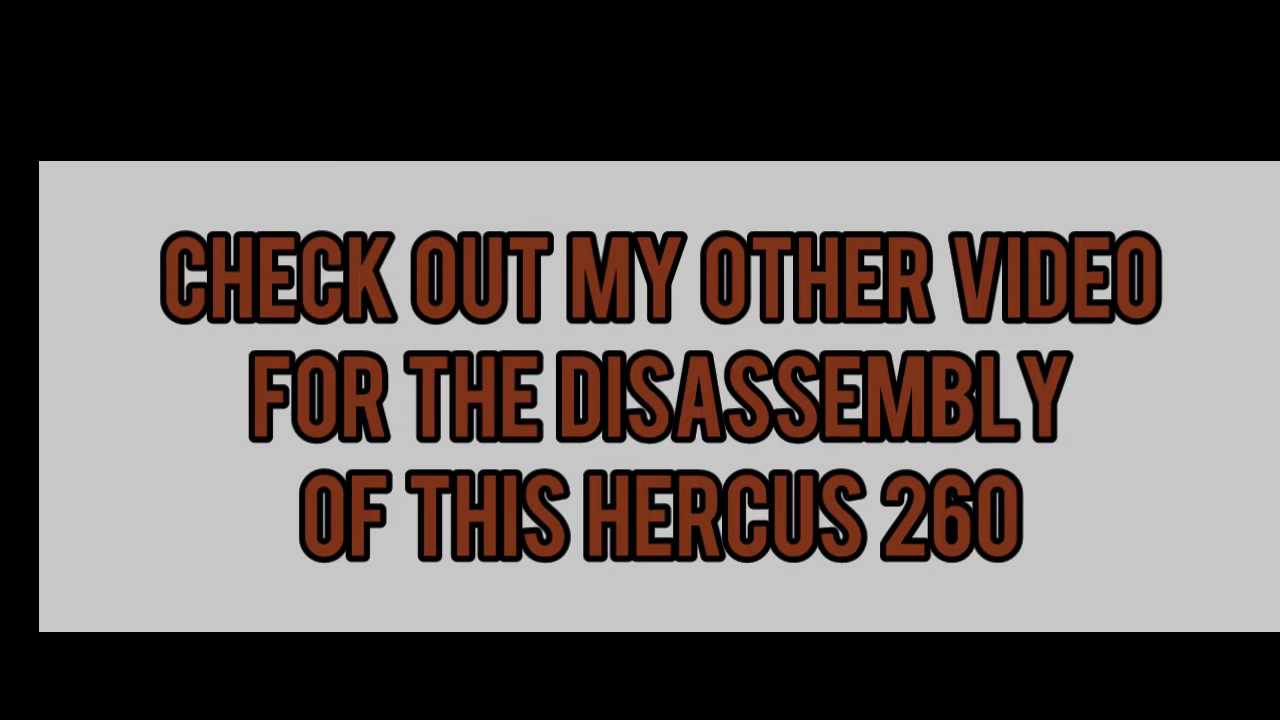 CHECK OUT MY OTHER VIDEO
FOR THE DISASSEMBLY
OF THIS HERCUS 260